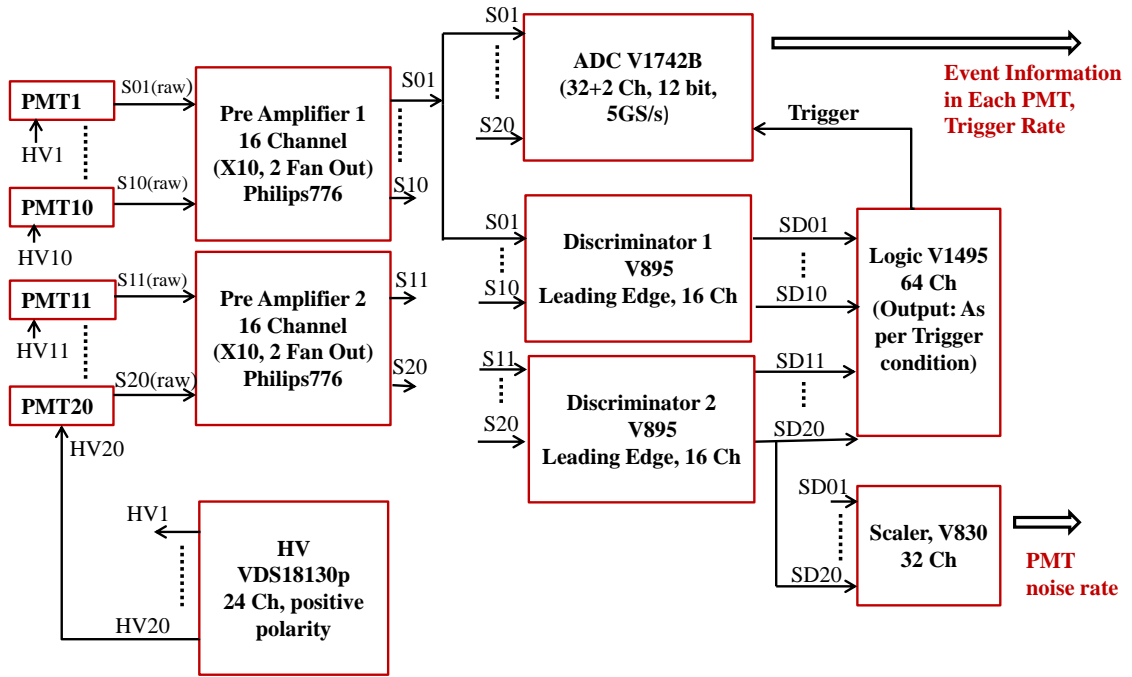 S01(raw)
PMT1
HV1
S10(raw)
PMT10
HV10
S11(raw)
PMT11
HV11
S20(raw)
PMT20
HV20
Pre Amplifier 1
16 Channel
(X10, 2 Fan Out)
Philips776
S01
S10
Pre Amplifier 2
16 Channel
(X10, 2 Fan Out)
Philips776
S11
S20
HV1
HV20
HV
VDS18130p
24 Ch, positive
polarity
S01
S20
ADC V1742B
(32+2 Ch, 12 bit,
5GS/s)
Event Information
in Each PMT,
Trigger Rate
Trigger
S01
S10
Discriminator 1
V895
Leading Edge, 16 Ch
SD01
SD10
S11
S20
Discriminator 2
V895
Leading Edge, 16 Ch
SD11
SD20
Logic V1495
64 Ch
(Output: As
per Trigger
condition)
SD01
SD20
Scaler, V830
32 Ch
PMT
noise rate